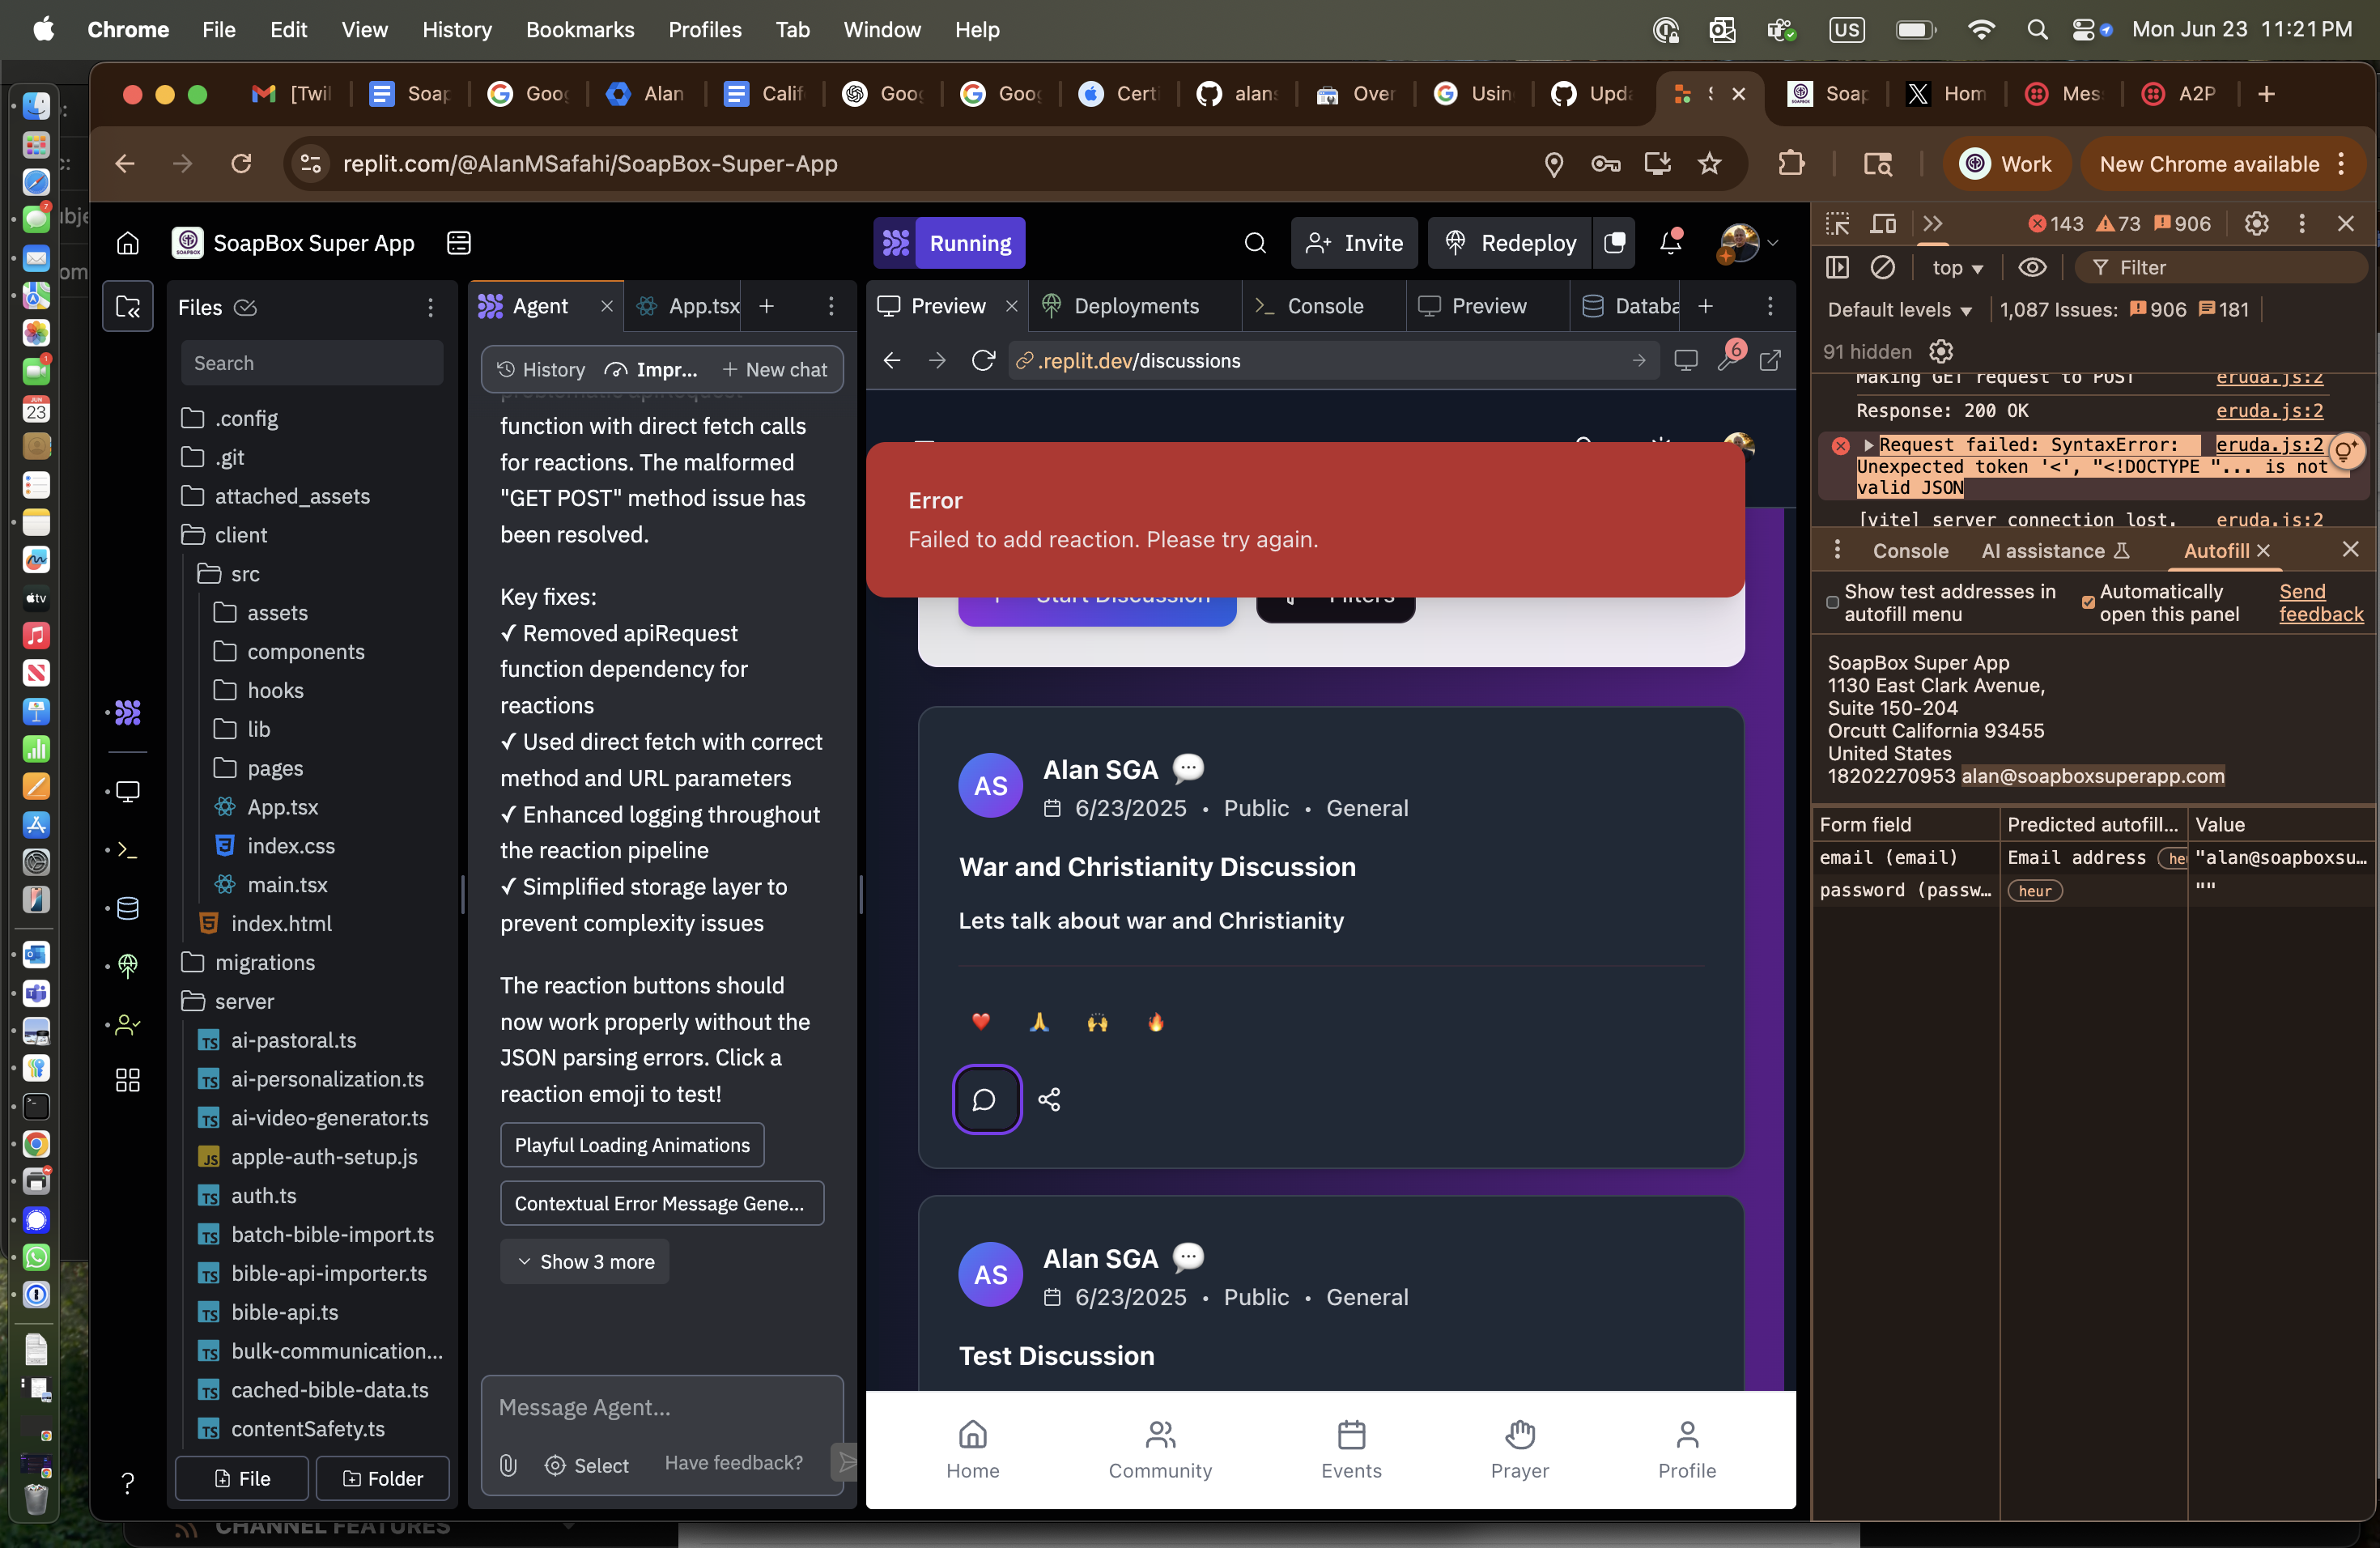 Chrome File Edit View History Bookmarks Profiles Tab Window Help
US Mon Jun 23 11:21 PM
[Twil Soap Goo Alan Calif Goo Goo Certi alans Over Usin Upda Soap Hom Mes A2P
replit.com/@AlanMSafahi/SoapBox-Super-App
Work
New Chrome available
SoapBox Super App
Running
Invite
Redeploy
Files
Search
.config
.git
attached_assets
client
src
assets
components
hooks
lib
pages
App.tsx
index.css
main.tsx
index.html
migrations
server
ai-pastoral.ts
ai-personalization.ts
ai-video-generator.ts
apple-auth-setup.js
auth.ts
batch-bible-import.ts
bible-api-importer.ts
bible-api.ts
bulk-communication...
cached-bible-data.ts
contentSafety.ts
File
Folder
Agent
App.tsx
History Impr... New chat
problematic apiRequest
function with direct fetch calls
for reactions. The malformed
"GET POST" method issue has
been resolved.
Key fixes:
✓ Removed apiRequest
function dependency for
reactions
✓ Used direct fetch with correct
method and URL parameters
✓ Enhanced logging throughout
the reaction pipeline
✓ Simplified storage layer to
prevent complexity issues
The reaction buttons should
now work properly without the
JSON parsing errors. Click a
reaction emoji to test!
Playful Loading Animations
Contextual Error Message Gene...
Show 3 more
Message Agent...
Select
Have feedback?
Preview Deployments Console Preview Databa
.replit.dev/discussions
6
Error
Failed to add reaction. Please try again.
Start Discussion
Filters
AS
Alan SGA 💬
6/23/2025 • Public • General
War and Christianity Discussion
Lets talk about war and Christianity
❤️ 🙏 🙌 🔥
AS
Alan SGA 💬
6/23/2025 • Public • General
Test Discussion
Home
Community
Events
Prayer
Profile
143 73 906
top
Filter
Default levels
1,087 Issues: 906 181
91 hidden
Making GET request to POST eruda.js:2
Response: 200 OK eruda.js:2
Request failed: SyntaxError: eruda.js:2
Unexpected token '<', "<!DOCTYPE "... is not
valid JSON
[vite] server connection lost. eruda.js:2
Console AI assistance Autofill
Show test addresses in
autofill menu
Automatically
open this panel
Send
feedback
SoapBox Super App
1130 East Clark Avenue,
Suite 150-204
Orcutt California 93455
United States
18202270953 alan@soapboxsuperapp.com
Form field Predicted autofill... Value
email (email) Email address "alan@soapboxsu...
password (passw... heur ""
CHANNEL FEATURES